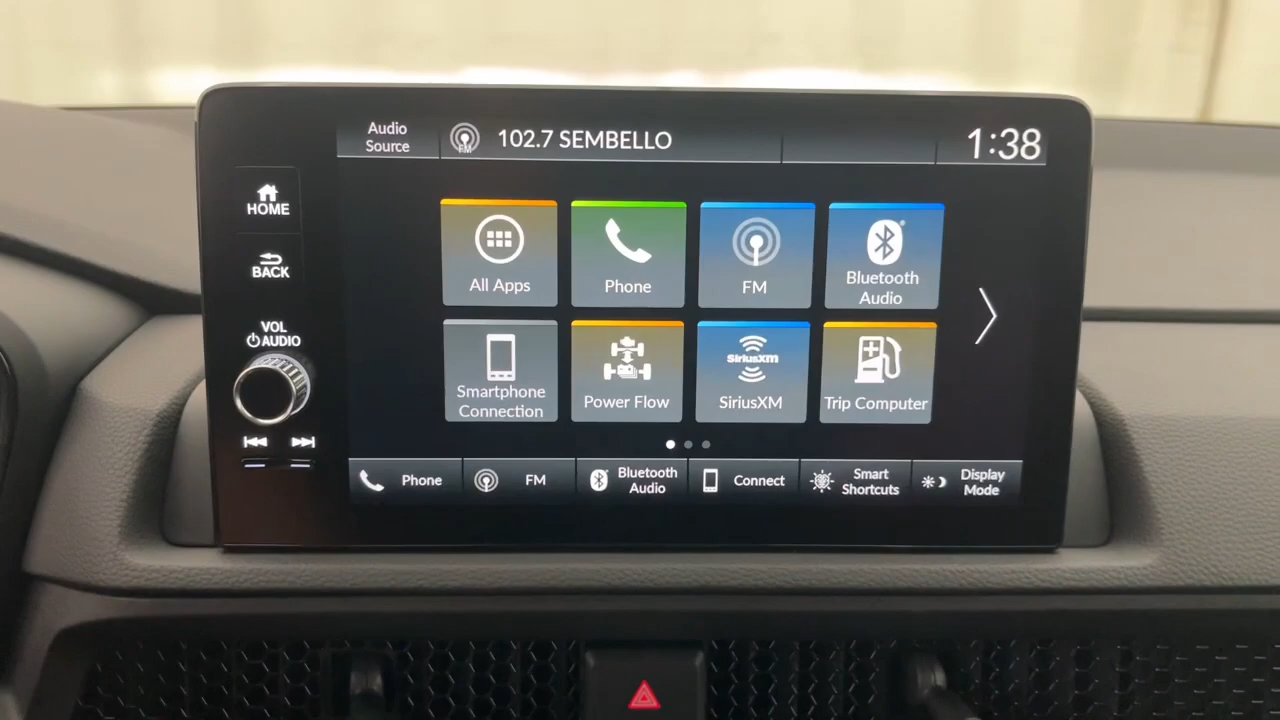 Audio
Source
FM
102.7 SEMBELLO
1:38
HOME
BACK
VOL
AUDIO
All Apps
Phone
FM
Bluetooth
Audio
Smartphone
Connection
Power Flow
SiriusXM
SiriusXM
Trip Computer
Phone
FM
Bluetooth
Audio
Connect
Smart
Shortcuts
Display
Mode